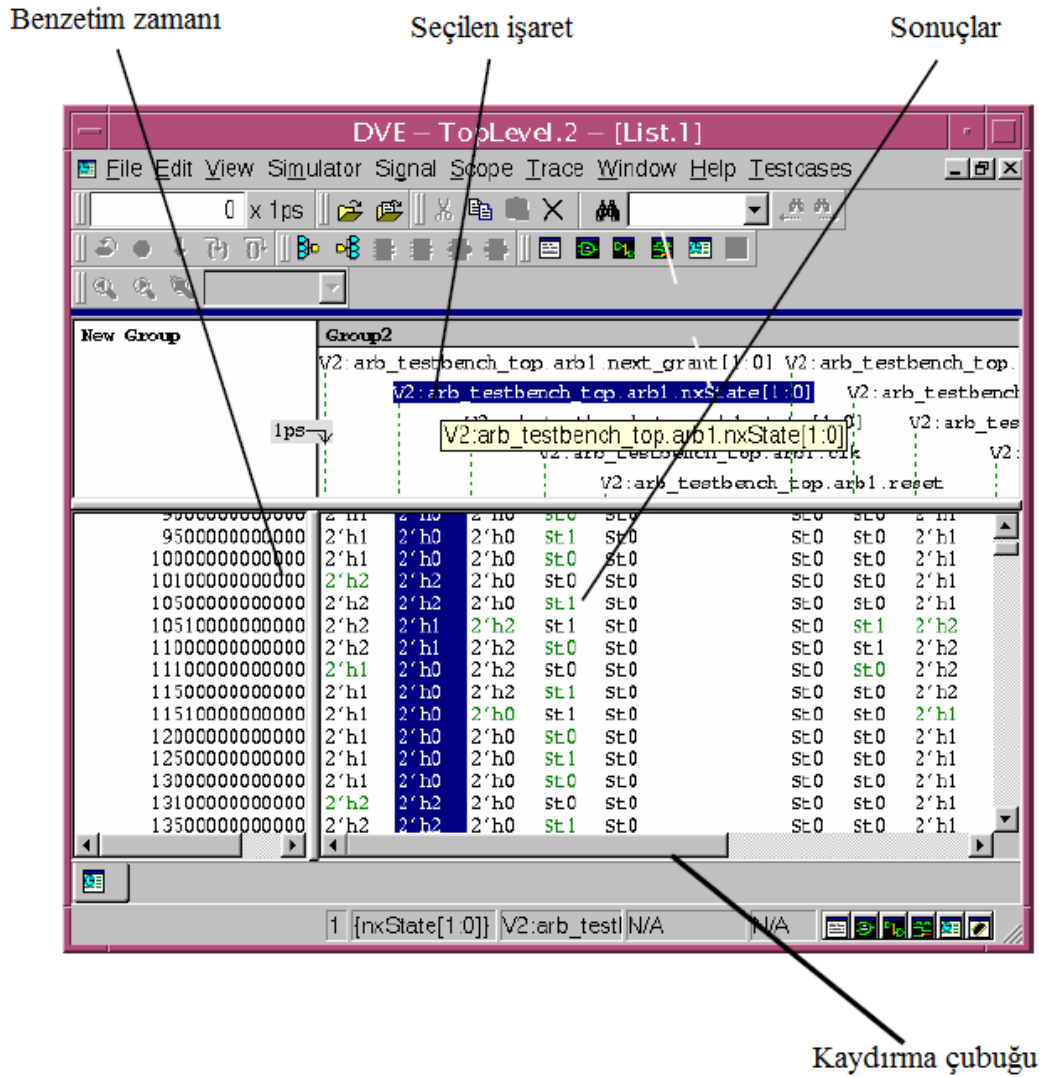 Benzetim zamanı
Seçilen işaret
Sonuçlar
DVE – TopLevel.2 – [List.1]
File Edit View Simulator Signal Scope Trace Window Help Testcases
0 x 1ps
New Group
Group2
V2:arb_testbench_top.arb1.next_grant[1:0] V2:arb_testbench_top.
V2:arb_testbench_top.arb1.nxState[1:0] V2:arb_testbench
V2:arb_tes
1ps
V2:arb_testbench_top.arb1.nxState[1:0]
V2:arb_testbench_top.arb1.clk V2:
V2:arb_testbench_top.arb1.reset
9500000000000 2'h1 2'h0 2'h0 St1 St0 St0 St0 2'h1
10000000000000 2'h1 2'h0 2'h0 St0 St0 St0 St0 2'h1
10100000000000 2'h2 2'h2 2'h0 St0 St0 St0 St0 2'h1
10500000000000 2'h2 2'h2 2'h0 St1 St0 St0 St0 2'h1
10510000000000 2'h2 2'h1 2'h2 St1 St0 St0 St1 2'h2
11000000000000 2'h2 2'h1 2'h2 St0 St0 St0 St1 2'h2
11100000000000 2'h1 2'h0 2'h2 St0 St0 St0 St0 2'h2
11500000000000 2'h1 2'h0 2'h2 St1 St0 St0 St0 2'h2
11510000000000 2'h1 2'h0 2'h0 St1 St0 St0 St0 2'h1
12000000000000 2'h1 2'h0 2'h0 St0 St0 St0 St0 2'h1
12500000000000 2'h1 2'h0 2'h0 St1 St0 St0 St0 2'h1
13000000000000 2'h1 2'h0 2'h0 St0 St0 St0 St0 2'h1
13100000000000 2'h2 2'h2 2'h0 St0 St0 St0 St0 2'h1
13500000000000 2'h2 2'h2 2'h0 St1 St0 St0 St0 2'h1
1 {nxState[1:0]} V2:arb_testl N/A N/A
Kaydırma çubuğu